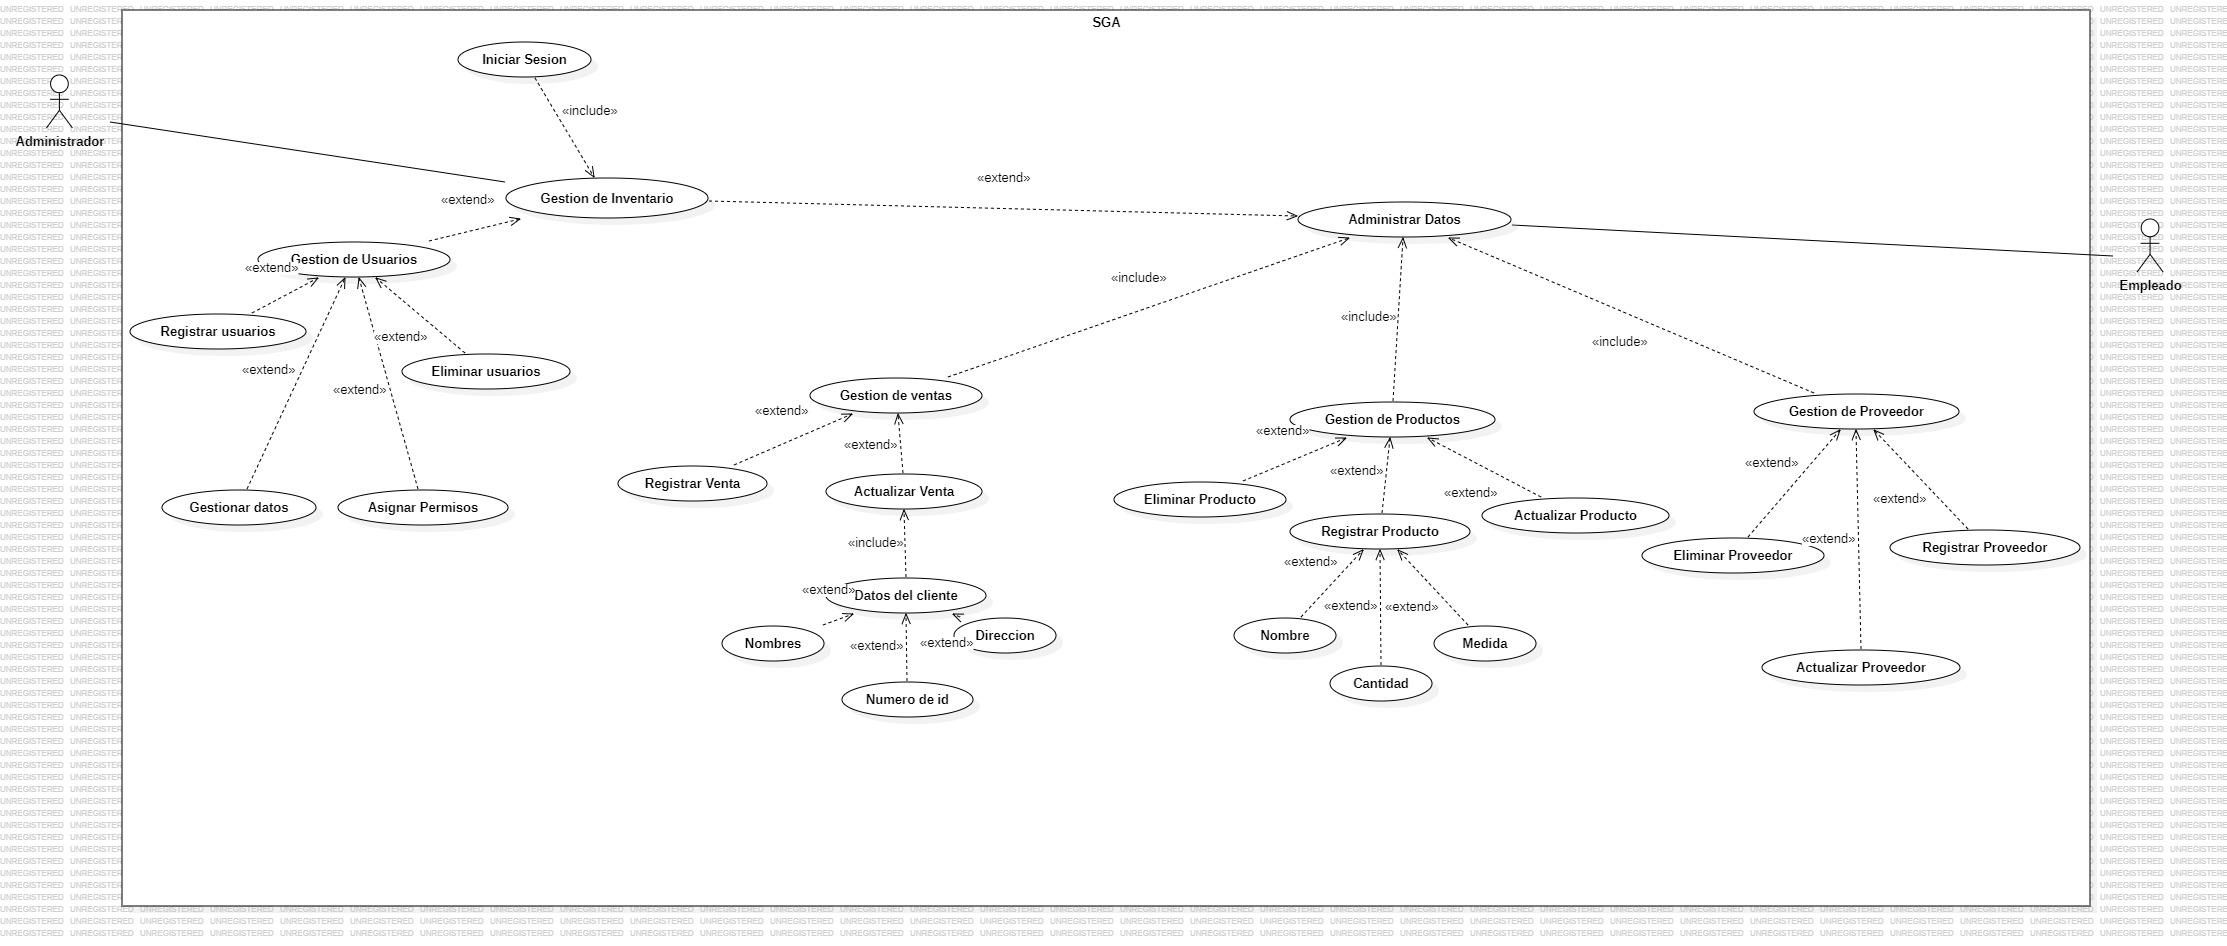 SGA
Iniciar Sesion
«include»
Administrador
Gestion de Inventario
«extend»
«extend»
Administrar Datos
Gestion de Usuarios
«extend»
Empleado
«include»
«include»
«include»
Registrar usuarios
«extend»
«extend»
«extend»
Eliminar usuarios
Gestionar datos
Asignar Permisos
Gestion de ventas
«extend»
«extend»
Registrar Venta
Actualizar Venta
«include»
«extend»
Datos del cliente
Nombres
«extend»
«extend»
Direccion
Numero de id
Gestion de Productos
«extend»
«extend»
«extend»
Eliminar Producto
Registrar Producto
Actualizar Producto
«extend»
«extend»
«extend»
Nombre
Cantidad
Medida
Gestion de Proveedor
«extend»
«extend»
«extend»
Eliminar Proveedor
Registrar Proveedor
Actualizar Proveedor
UNREGISTERED